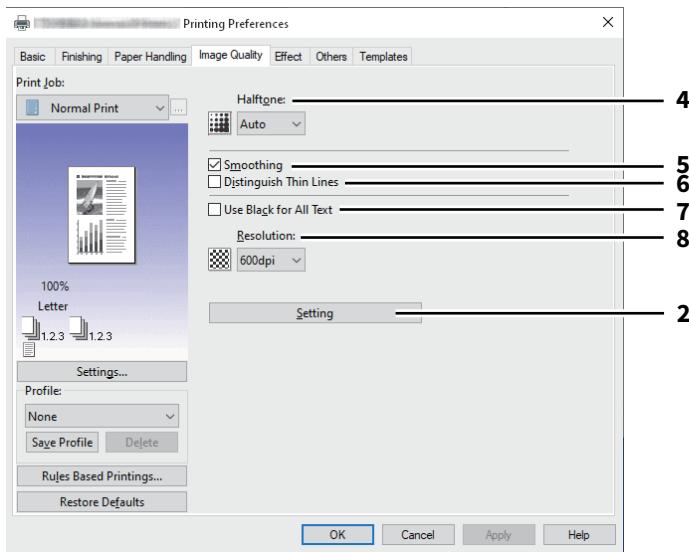 Printing Preferences
Basic Finishing Paper Handling Image Quality Effect Others Templates
Print Job:
Normal Print ...
100%
Letter
1.2.3 1.2.3
Settings...
Profile:
None
Save Profile Delete
Rules Based Printings...
Restore Defaults
Halftone: 4
Auto
Smoothing 5
Distinguish Thin Lines 6
Use Black for All Text 7
Resolution: 8
600dpi
Setting 2
OK Cancel Apply Help